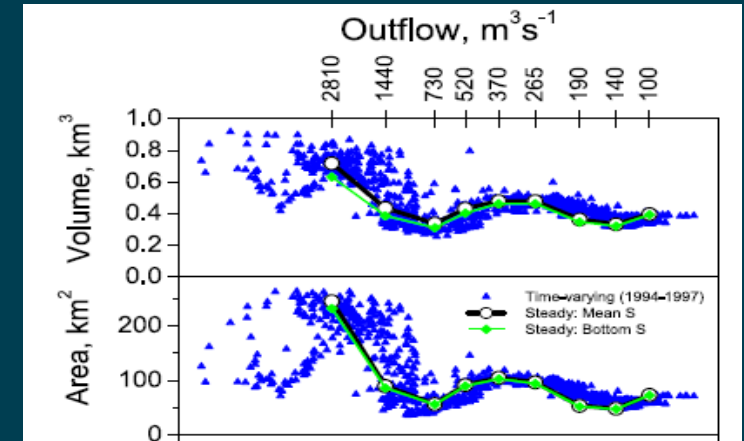 Outflow, m³s⁻¹
2810 1440 730 520 370 265 190 140 100
Volume, km³
1.0
0.8
0.6
0.4
0.2
0.0
Area, km²
200
100
0
Time-varying (1994-1997)
Steady: Mean S
Steady: Bottom S